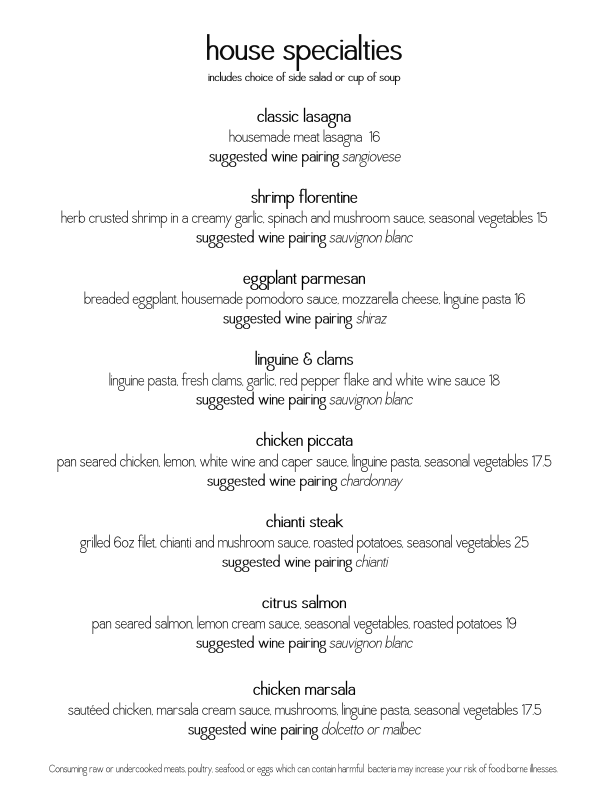 house specialties
includes choice of side salad or cup of soup
classic lasagna
housemade meat lasagna 16
suggested wine pairing sangiovese
shrimp florentine
herb crusted shrimp in a creamy garlic, spinach and mushroom sauce, seasonal vegetables 15
suggested wine pairing sauvignon blanc
eggplant parmesan
breaded eggplant, housemade pomodoro sauce, mozzarella cheese, linguine pasta 16
suggested wine pairing shiraz
linguine & clams
linguine pasta, fresh clams, garlic, red pepper flake and white wine sauce 18
suggested wine pairing sauvignon blanc
chicken piccata
pan seared chicken, lemon, white wine and caper sauce, linguine pasta, seasonal vegetables 17.5
suggested wine pairing chardonnay
chianti steak
grilled 6oz filet, chianti and mushroom sauce, roasted potatoes, seasonal vegetables 25
suggested wine pairing chianti
citrus salmon
pan seared salmon, lemon cream sauce, seasonal vegetables, roasted potatoes 19
suggested wine pairing sauvignon blanc
chicken marsala
sautéed chicken, marsala cream sauce, mushrooms, linguine pasta, seasonal vegetables 17.5
suggested wine pairing dolcetto or malbec
Consuming raw or undercooked meats, poultry, seafood, or eggs which can contain harmful bacteria may increase your risk of food borne illnesses.